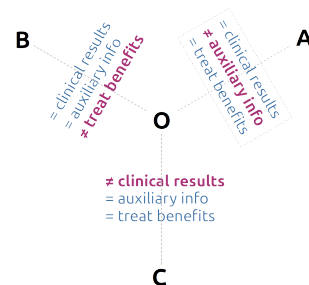 B
= clinical results
= auxiliary info
≠ treat benefits
A
= clinical results
≠ auxiliary info
= treat benefits
O
≠ clinical results
= auxiliary info
= treat benefits
C